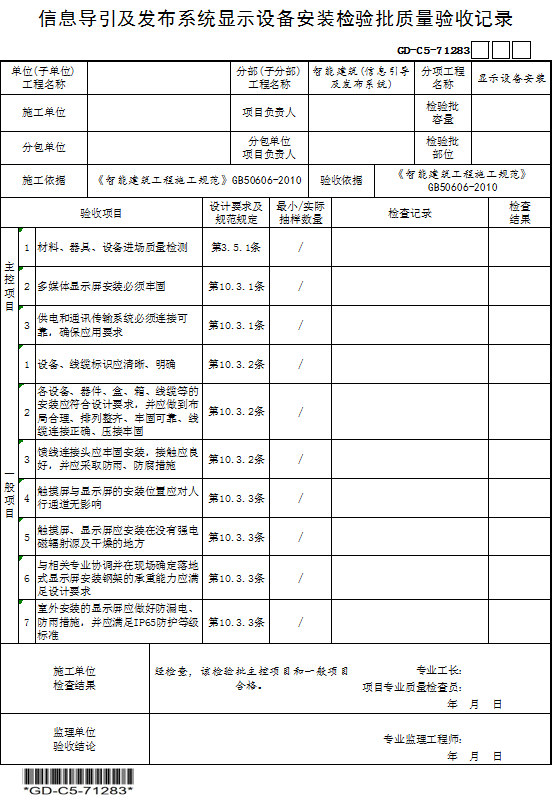 信息导引及发布系统显示设备安装检验批质量验收记录
GD-C5-71283
单位(子单位)
工程名称
分部(子分部)
工程名称
智能建筑(信息引导
及发布系统)
分项工程
名称
显示设备安装
施工单位
项目负责人
检验批
容量
分包单位
分包单位
项目负责人
检验批
部位
施工依据
《智能建筑工程施工规范》GB50606-2010
验收依据
《智能建筑工程施工规范》
GB50606-2010
验收项目
设计要求及
规范规定
最小/实际
抽样数量
检查记录
检查
结果
主控项目
1 材料、器具、设备进场质量检测 第3.5.1条 /
2 多媒体显示屏安装必须牢固 第10.3.1条 /
3 供电和通讯传输系统必须连接可
靠，确保应用要求 第10.3.1条 /
一般项目
1 设备、线缆标识应清晰、明确 第10.3.2条 /
2 各设备、器件、盒、箱、线缆等的
安装应符合设计要求，并应做到布
局合理、排列整齐、牢固可靠、线
缆连接正确、压接牢固 第10.3.2条 /
3 馈线连接头应牢固安装，接触应良
好，并应采取防雨、防腐措施 第10.3.2条 /
4 触摸屏与显示屏的安装位置应对人
行通道无影响 第10.3.3条 /
5 触摸屏、显示屏应安装在没有强电
磁辐射源及干燥的地方 第10.3.3条 /
6 与相关专业协调并在现场确定落地
式显示屏安装钢架的承重能力应满
足设计要求 第10.3.3条 /
7 室外安装的显示屏应做好防漏电、
防雨措施，并应满足IP65防护等级
标准 第10.3.3条 /
施工单位
检查结果
经检查，该检验批主控项目和一般项目
合格。
专业工长：
项目专业质量检查员：
年 月 日
监理单位
验收结论
专业监理工程师：
年 月 日
*GD-C5-71283*